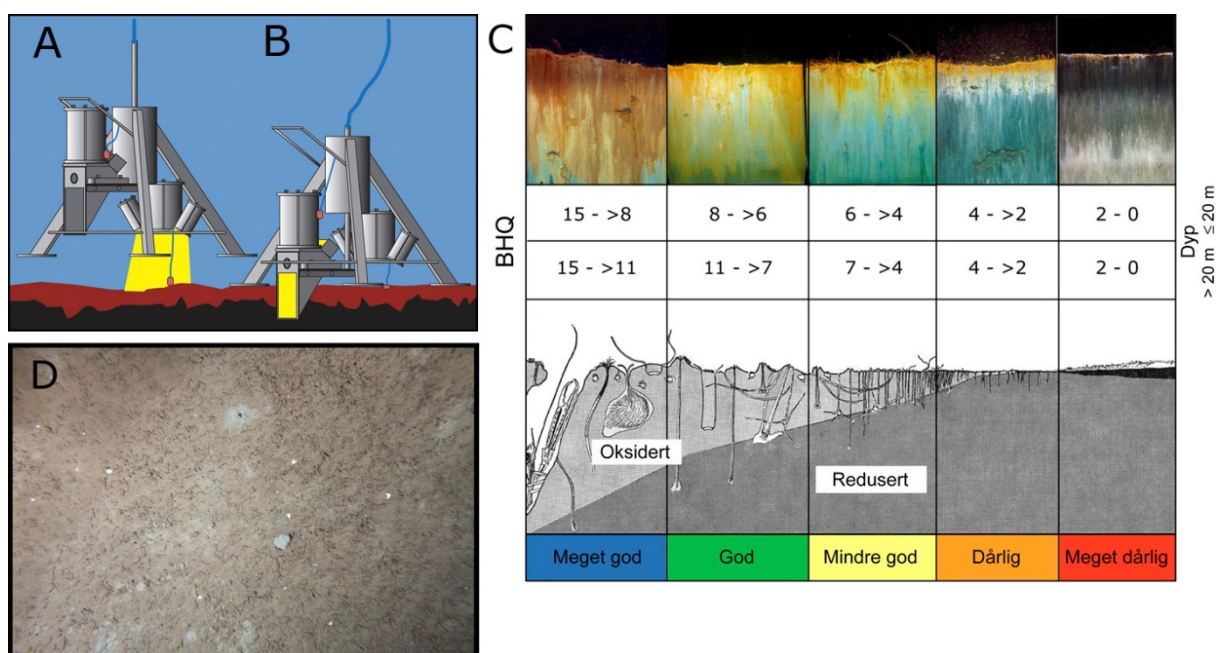 A
B
C
D
BHQ
15 - >8
8 - >6
6 - >4
4 - >2
2 - 0
15 - >11
11 - >7
7 - >4
4 - >2
2 - 0
Dyp
> 20 m ≤20 m
Oksidert
Redusert
Meget god
God
Mindre god
Dårlig
Meget dårlig